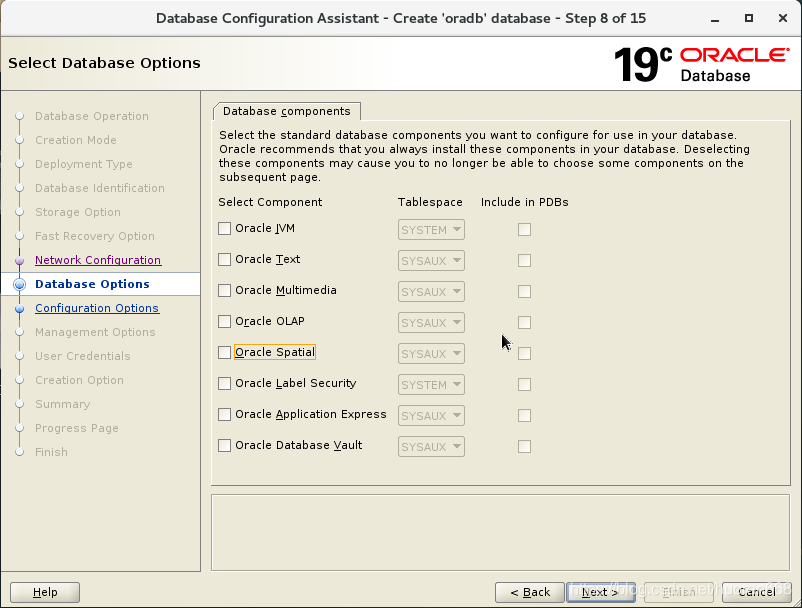 Database Configuration Assistant - Create 'oradb' database - Step 8 of 15
Select Database Options
19c ORACLE
Database
Database Operation
Creation Mode
Deployment Type
Database Identification
Storage Option
Fast Recovery Option
Network Configuration
Database Options
Configuration Options
Management Options
User Credentials
Creation Option
Summary
Progress Page
Finish
Database components
Select the standard database components you want to configure for use in your database.
Oracle recommends that you always install these components in your database. Deselecting
these components may cause you to no longer be able to choose some components on the
subsequent page.
Select Component Tablespace Include in PDBs
Oracle JVM SYSTEM
Oracle Text SYSAUX
Oracle Multimedia SYSAUX
Oracle OLAP SYSAUX
Oracle Spatial SYSAUX
Oracle Label Security SYSTEM
Oracle Application Express SYSAUX
Oracle Database Vault SYSAUX
Help < Back Next > Finish Cancel